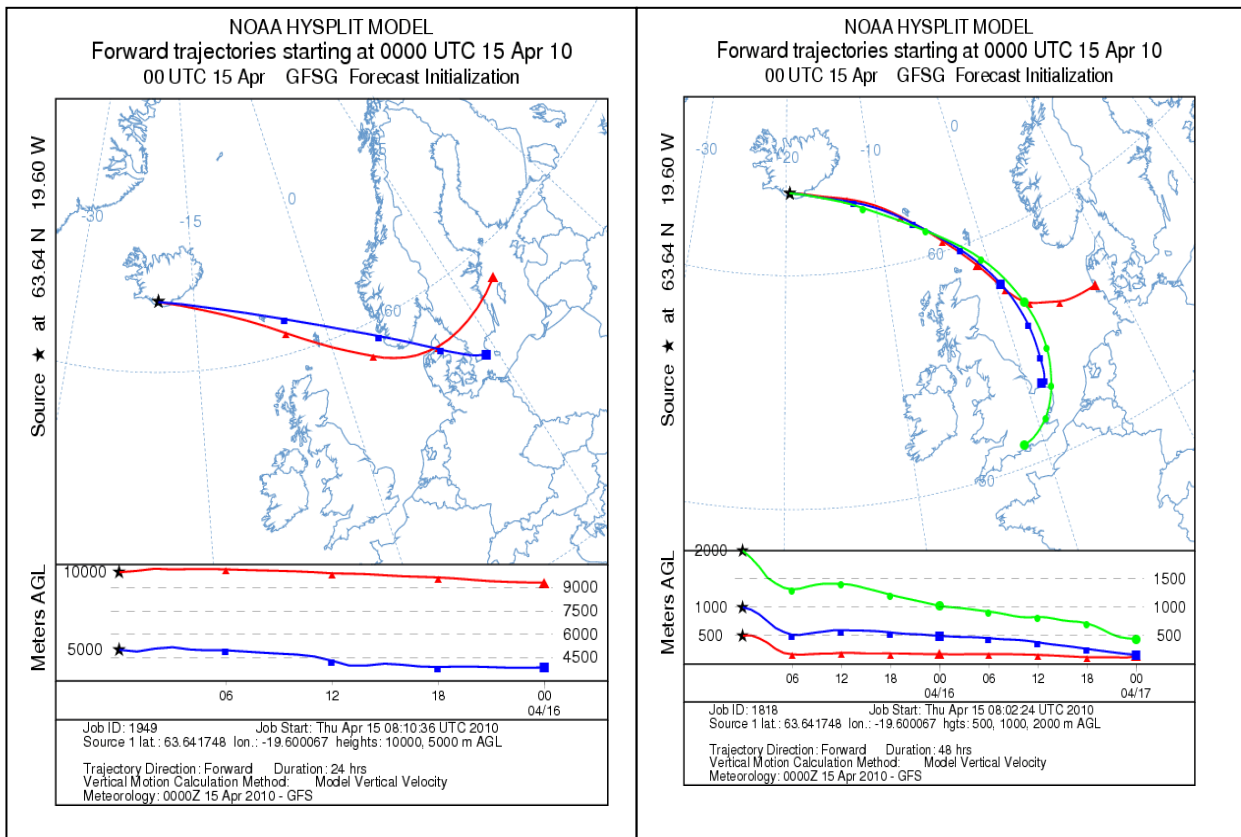 NOAA HYSPLIT MODEL
Forward trajectories starting at 0000 UTC 15 Apr 10
00 UTC 15 Apr GFSG Forecast Initialization
Source ★ at 63.64 N 19.60 W
-30
-15
0
15
60
Meters AGL
10000
5000
9000
7500
6000
4500
06
12
18
00
04/16
Job ID: 1949 Job Start: Thu Apr 15 08:10:36 UTC 2010
Source 1 lat.: 63.641748 lon.: -19.600067 heights: 10000, 5000 m AGL
Trajectory Direction: Forward Duration: 24 hrs
Vertical Motion Calculation Method: Model Vertical Velocity
Meteorology: 0000Z 15 Apr 2010 - GFS
NOAA HYSPLIT MODEL
Forward trajectories starting at 0000 UTC 15 Apr 10
00 UTC 15 Apr GFSG Forecast Initialization
Source ★ at 63.64 N 19.60 W
-30
-20
-10
0
60
50
Meters AGL
2000
1000
500
1500
1000
500
06
12
18
00
04/16
06
12
18
00
04/17
Job ID: 1818 Job Start: Thu Apr 15 08:02:24 UTC 2010
Source 1 lat.: 63.641748 lon.: -19.600067 hgts: 500, 1000, 2000 m AGL
Trajectory Direction: Forward Duration: 48 hrs
Vertical Motion Calculation Method: Model Vertical Velocity
Meteorology: 0000Z 15 Apr 2010 - GFS